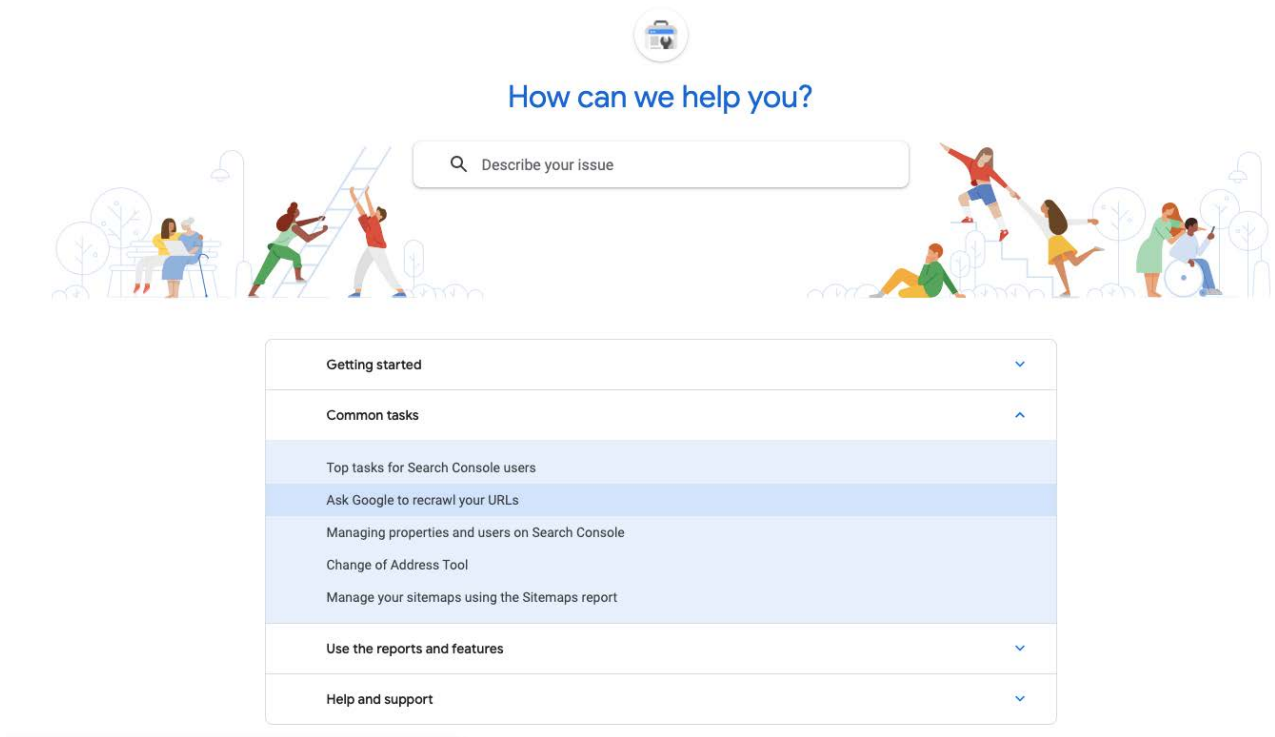 How can we help you?
Describe your issue
Getting started
Common tasks
Top tasks for Search Console users
Ask Google to recrawl your URLs
Managing properties and users on Search Console
Change of Address Tool
Manage your sitemaps using the Sitemaps report
Use the reports and features
Help and support